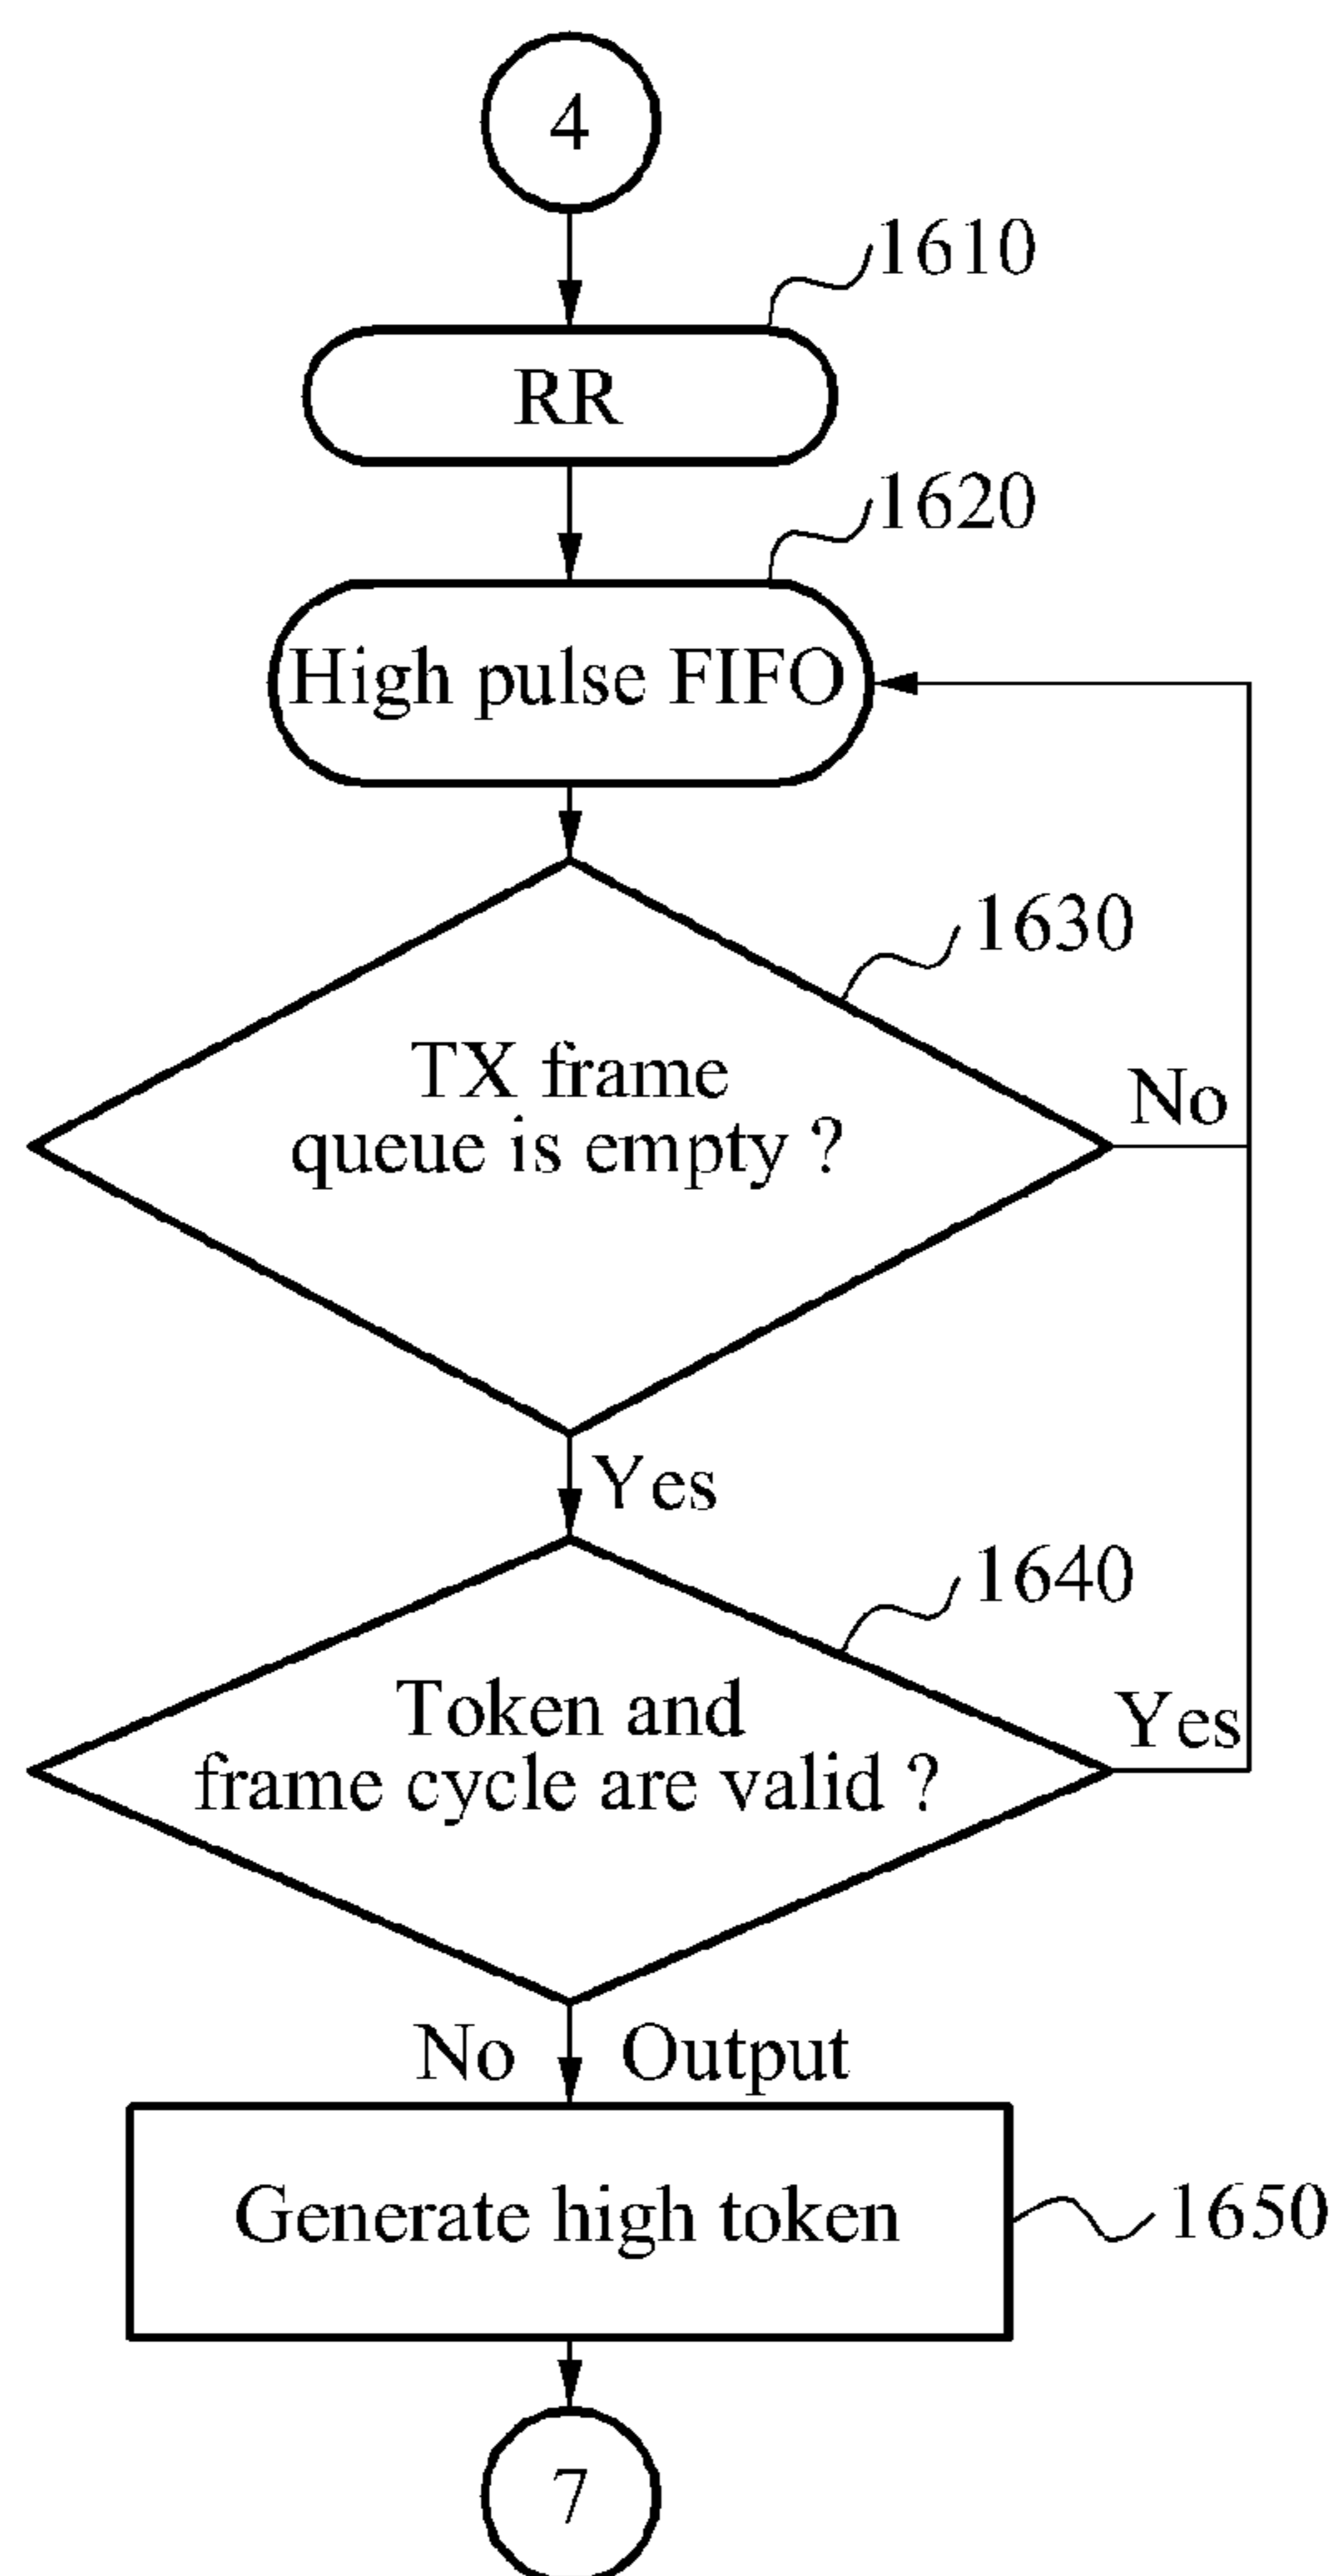 4
1610
RR
1620
High pulse FIFO
1630
TX frame
queue is empty ?
No
Yes
1640
Token and
frame cycle are valid ?
Yes
No
Output
Generate high token
1650
7